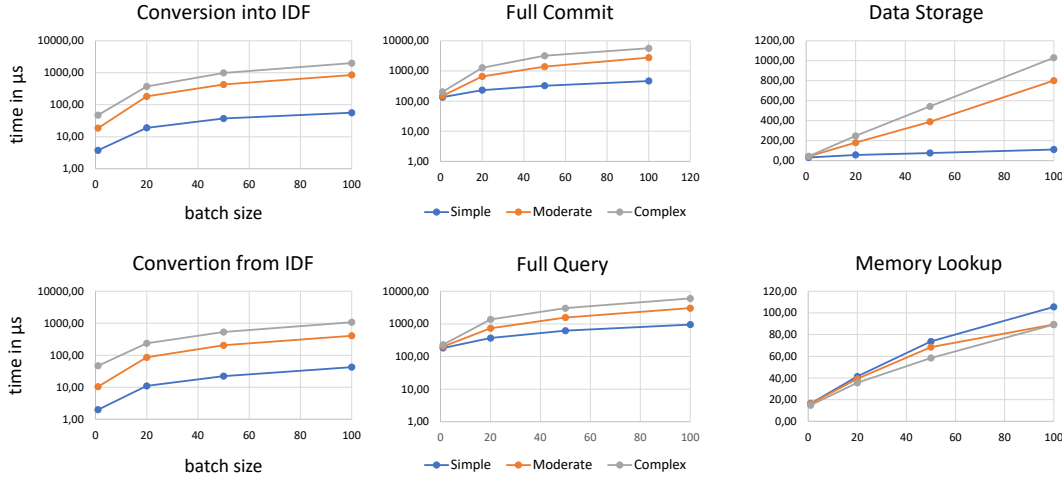 Conversion into IDF
10000,00
1000,00
100,00
10,00
1,00
0 20 40 60 80 100
time in µs
batch size
Full Commit
10000,00
1000,00
100,00
10,00
1,00
0 20 40 60 80 100 120
Simple Moderate Complex
Data Storage
1200,00
1000,00
800,00
600,00
400,00
200,00
0,00
0 20 40 60 80 100
Convertion from IDF
10000,00
1000,00
100,00
10,00
1,00
0 20 40 60 80 100
time in µs
batch size
Full Query
10000,00
1000,00
100,00
10,00
1,00
0 20 40 60 80 100
Simple Moderate Complex
Memory Lookup
120,00
100,00
80,00
60,00
40,00
20,00
0,00
0 20 40 60 80 100